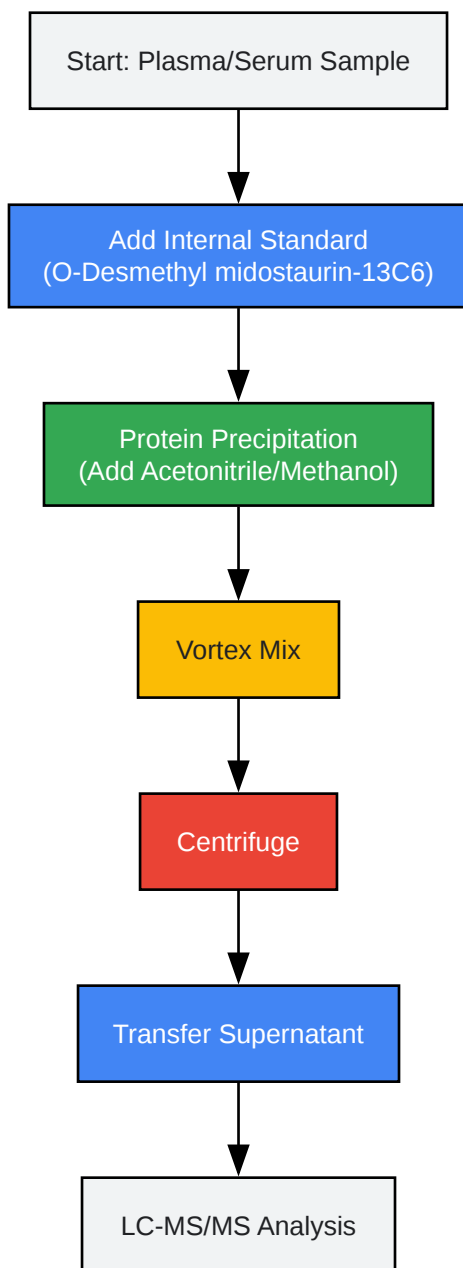 Start: Plasma/Serum Sample
Add Internal Standard
(O-Desmethyl midostaurin-13C6)
Protein Precipitation
(Add Acetonitrile/Methanol)
Vortex Mix
Centrifuge
Transfer Supernatant
LC-MS/MS Analysis